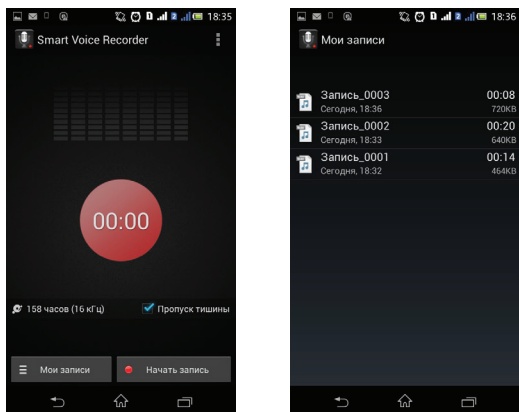 18:35
Smart Voice Recorder
00:00
158 часов (16 кГц)
Пропуск тишины
Мои записи
Начать запись
18:36
Мои записи
Запись_0003 00:08
Сегодня, 18:36 720KB
Запись_0002 00:20
Сегодня, 18:33 640KB
Запись_0001 00:14
Сегодня, 18:32 464KB